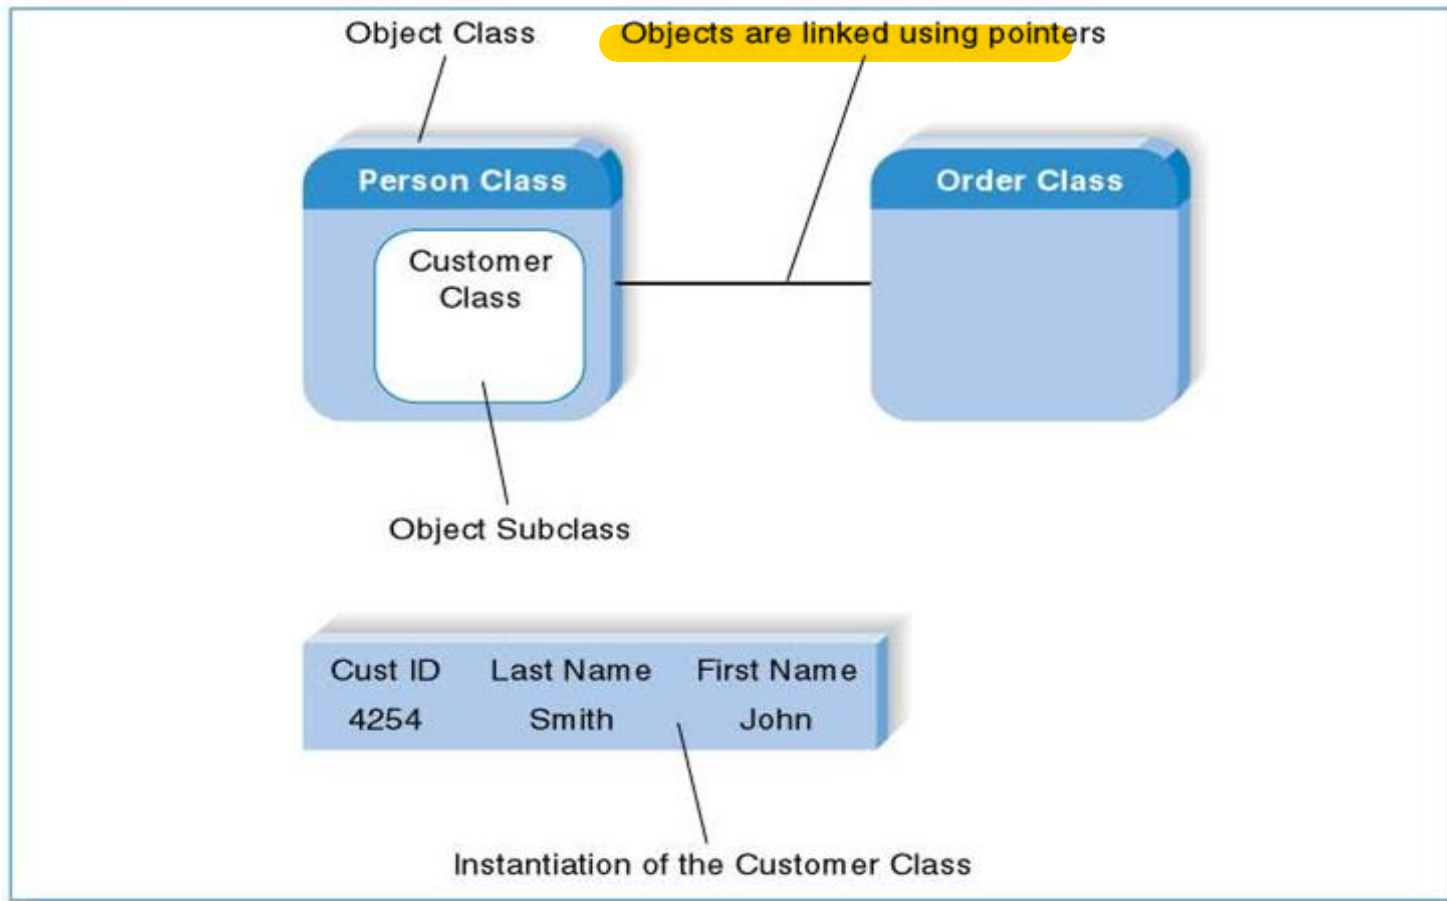 Object Class
Objects are linked using pointers
Person Class
Order Class
Customer
Class
Object Subclass
Cust ID Last Name First Name
4254 Smith John
Instantiation of the Customer Class